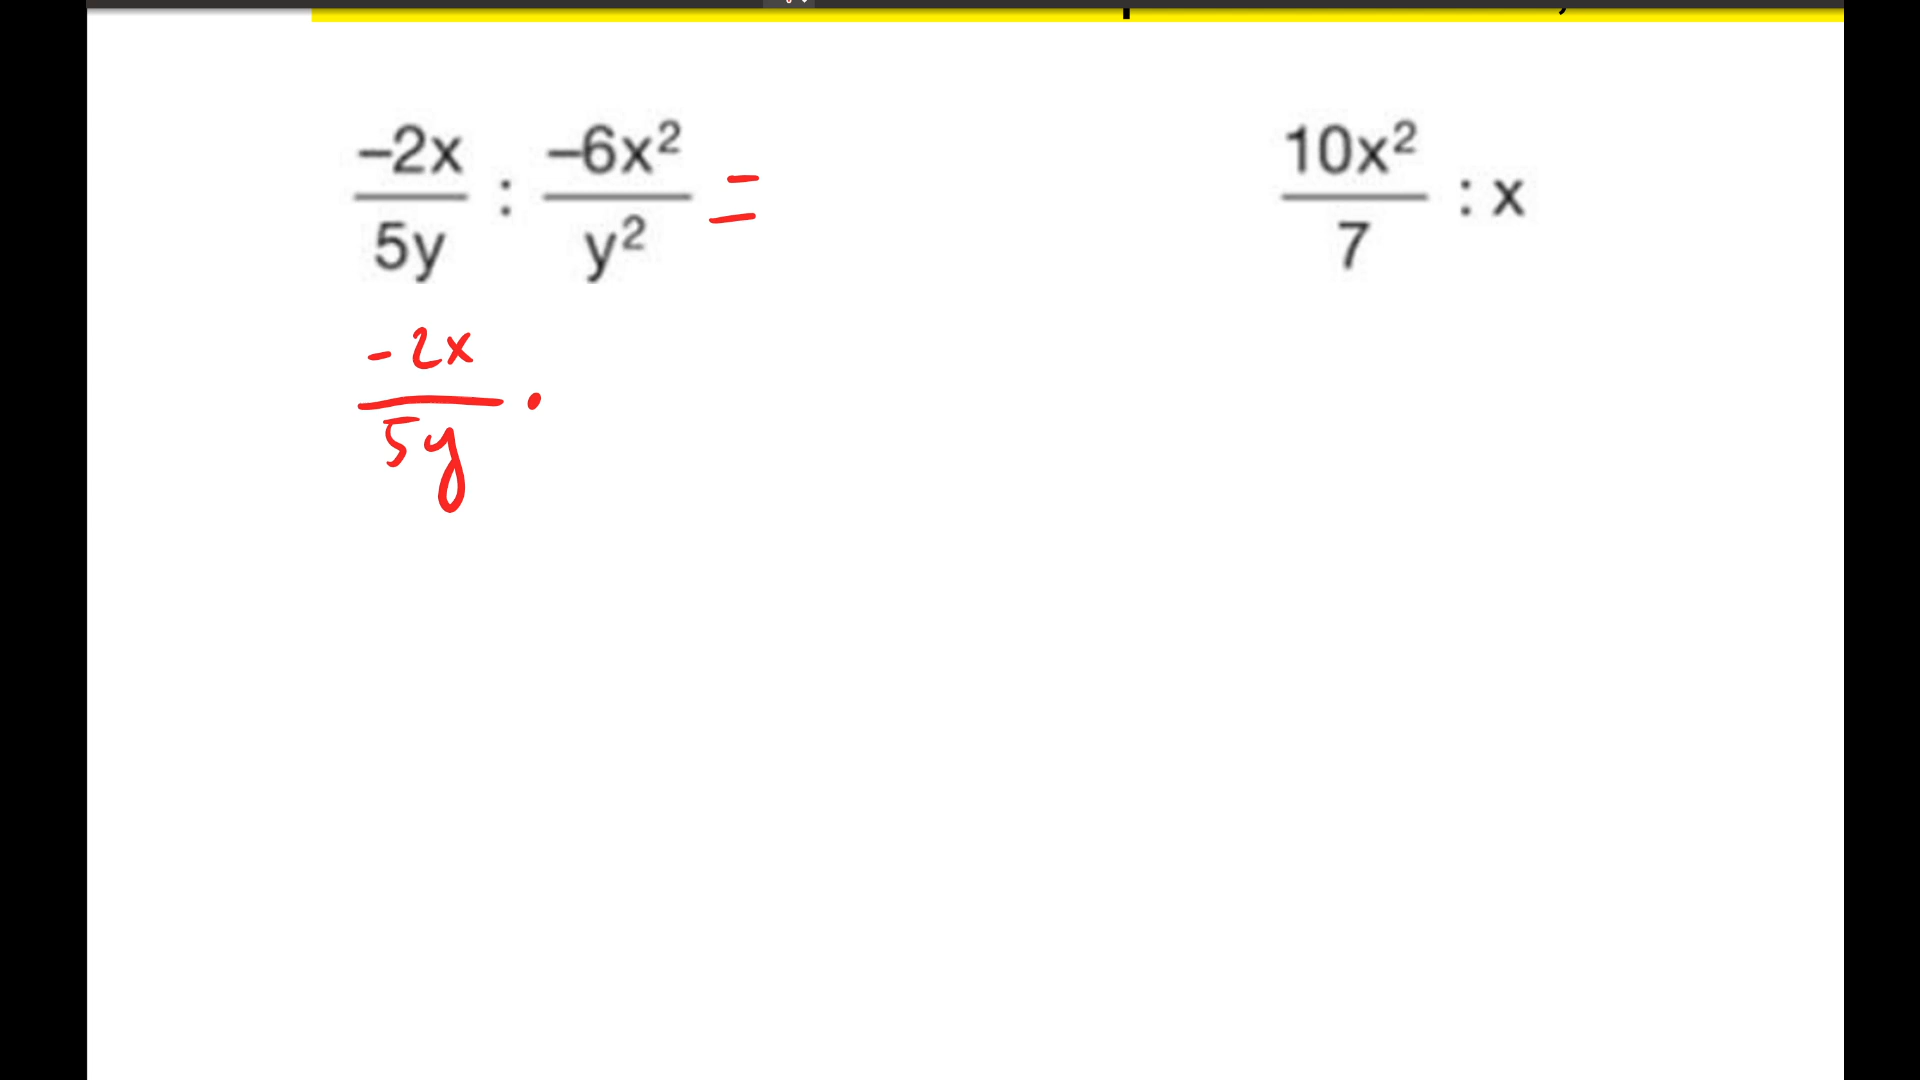 –2x/5y : –6x²/y² =
10x²/7 : x
-2x/5y ·